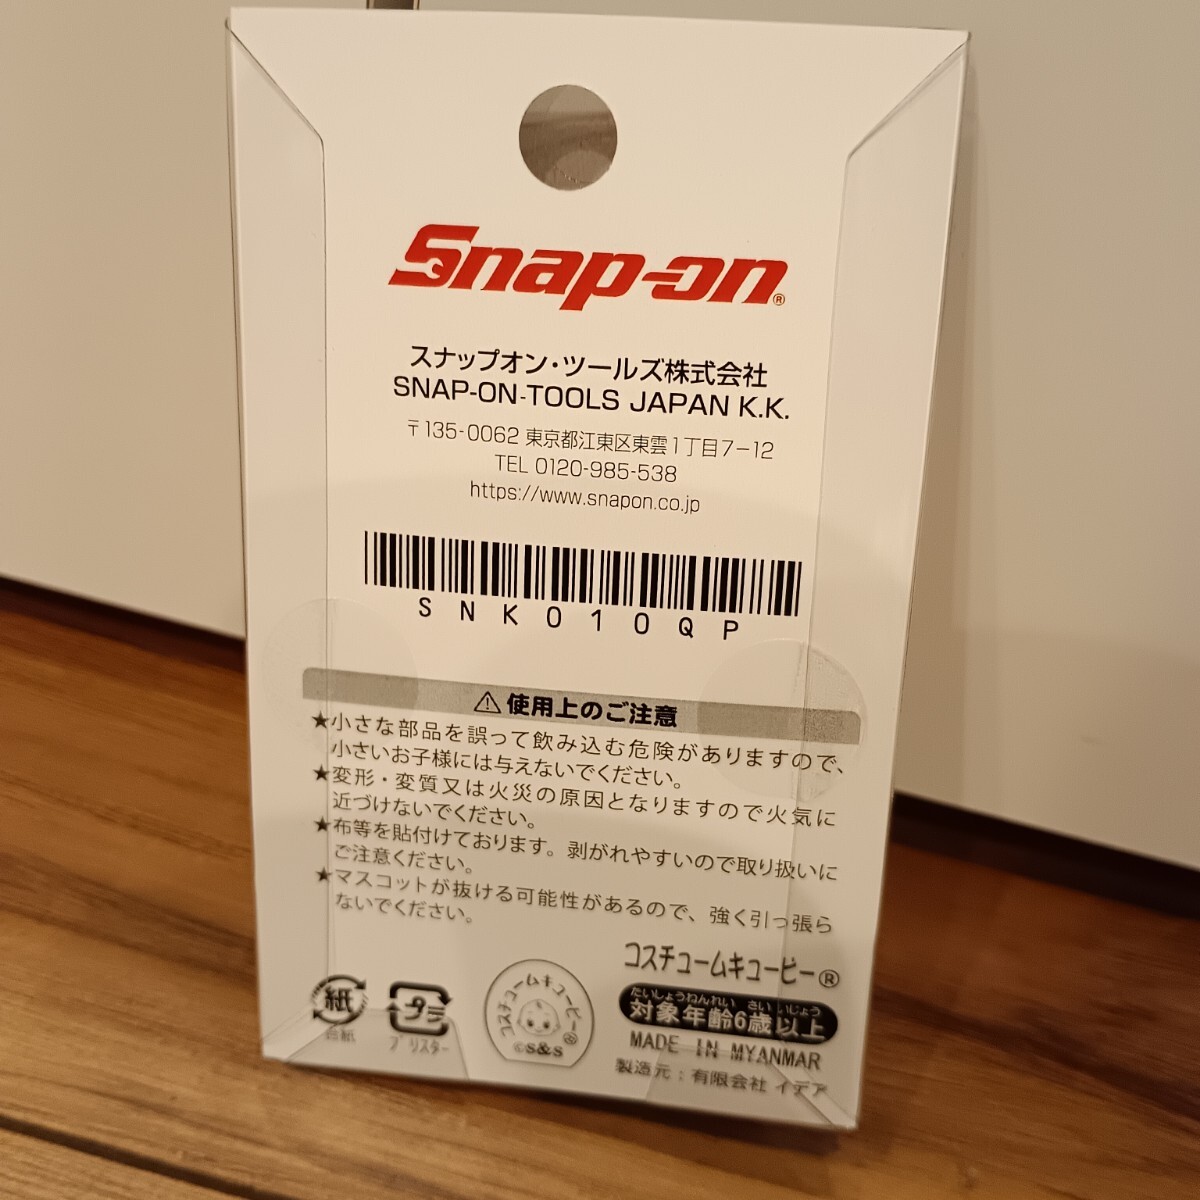 Snap-on®
スナップオン・ツールズ株式会社
SNAP-ON-TOOLS JAPAN K.K.
〒135-0062 東京都江東区東雲1丁目7-12
TEL 0120-985-538
https://www.snapon.co.jp
SNK010QP
⚠使用上のご注意
★小さな部品を誤って飲み込む危険がありますので、
小さいお子様には与えないでください。
★変形・変質又は火災の原因となりますので火気に
近づけないでください。
★布等を貼付けております。剥がれやすいので取り扱いに
ご注意ください。
★マスコットが抜ける可能性があるので、強く引っ張ら
ないでください。
コスチュームキューピー®
たいしょうねんれい さい いじょう
対象年齢6歳以上
MADE IN MYANMAR
製造元：有限会社 イデア
紙
台紙
プラ
ブリスター
コスチュームキューピー®
©S&S